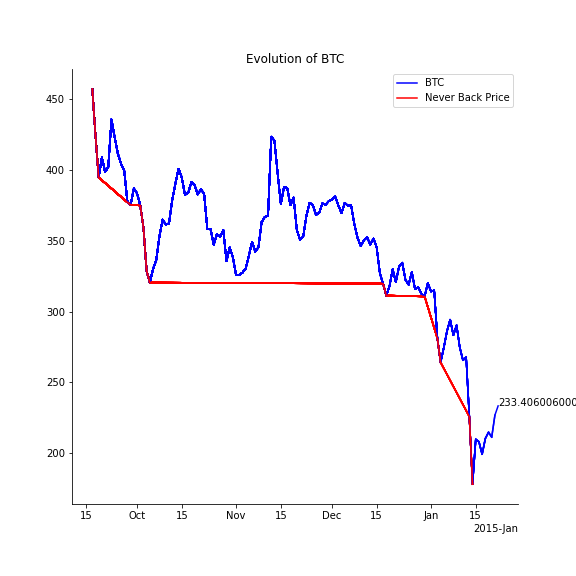 Evolution of BTC
BTC
Never Back Price
450
400
350
300
250
200
233.406006000
15
Oct
15
Nov
15
Dec
15
Jan
15
2015-Jan